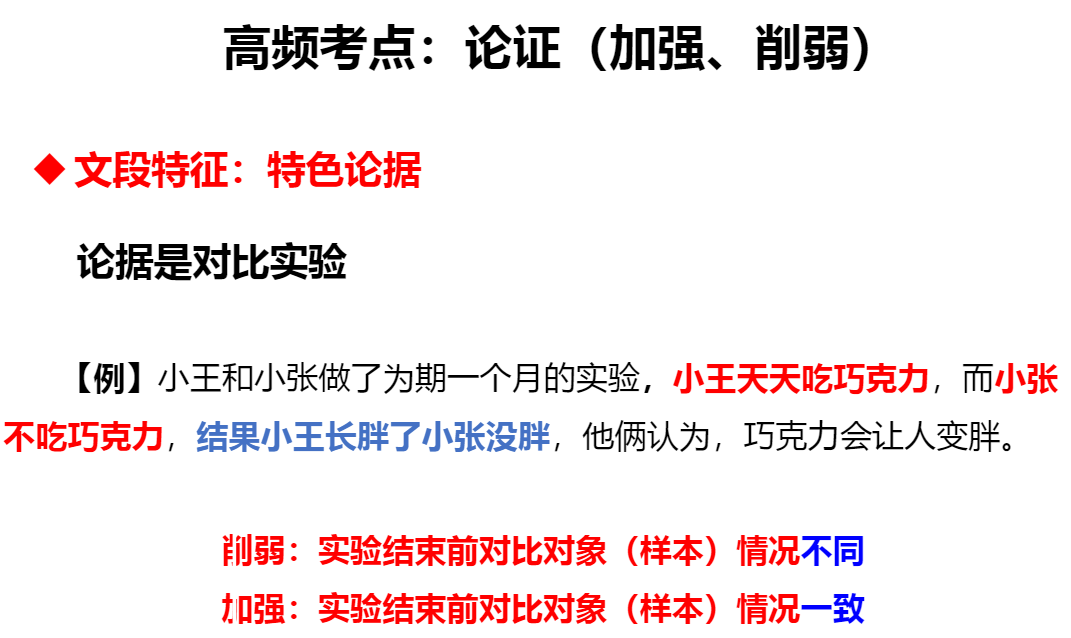 高频考点：论证（加强、削弱）
◆ 文段特征：特色论据
论据是对比实验
【例】小王和小张做了为期一个月的实验，小王天天吃巧克力，而小张
不吃巧克力，结果小王长胖了小张没胖，他俩认为，巧克力会让人变胖。
削弱：实验结束前对比对象（样本）情况不同
加强：实验结束前对比对象（样本）情况一致